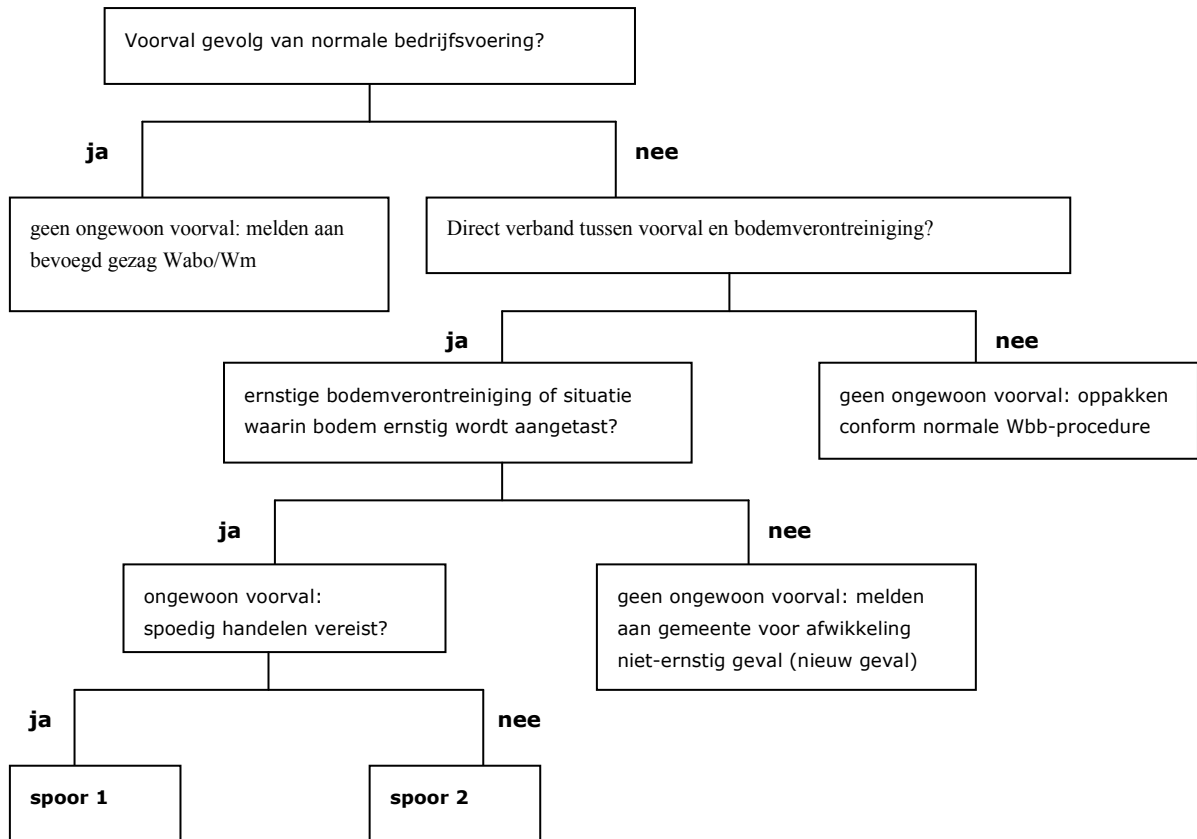 Voorval gevolg van normale bedrijfsvoering?
ja
nee
geen ongewoon voorval: melden aan
bevoegd gezag Wabo/Wm
Direct verband tussen voorval en bodemverontreiniging?
ja
nee
ernstige bodemverontreiniging of situatie
waarin bodem ernstig wordt aangetast?
geen ongewoon voorval: oppakken
conform normale Wbb-procedure
ja
nee
ongewoon voorval:
spoedig handelen vereist?
geen ongewoon voorval: melden
aan gemeente voor afwikkeling
niet-ernstig geval (nieuw geval)
ja
nee
spoor 1
spoor 2